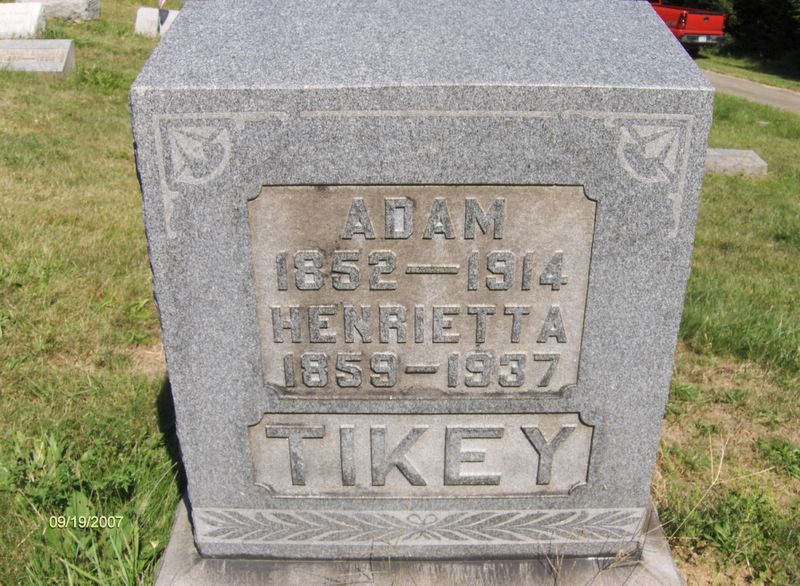 ADAM
1852—1914
HENRIETTA
1859—1937
TIKEY
09/19/2007